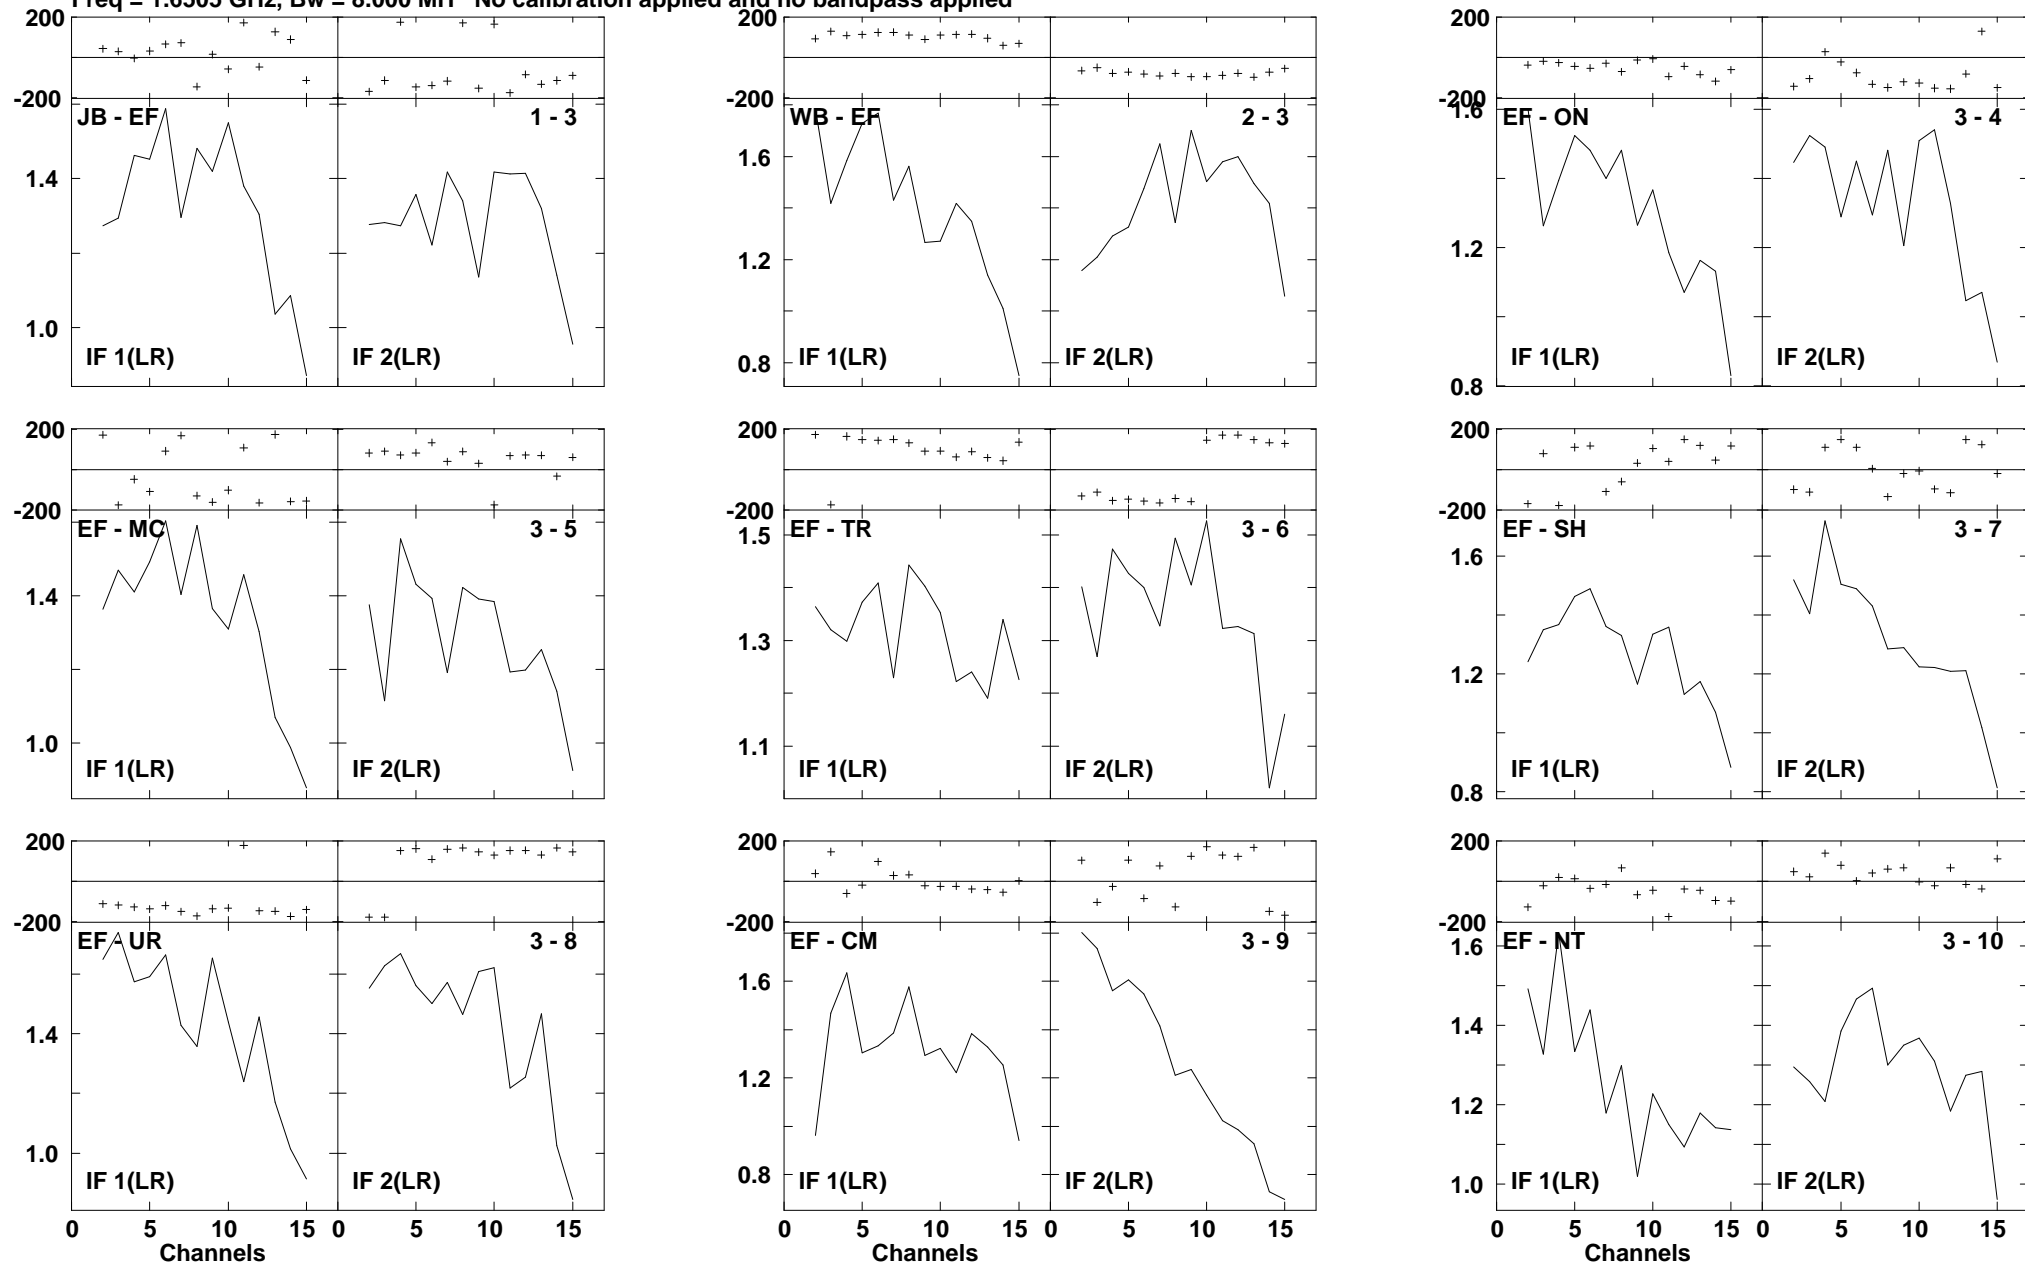 Freq = 1.6505 GHz, Bw = 8.000 MH No calibration applied and no bandpass applied
200
-200
JB - EF
1 - 3
1.4
1.0
IF 1(LR)
IF 2(LR)
WB - EF
2 - 3
1.6
1.2
0.8
IF 1(LR)
IF 2(LR)
200
-200
1.6
EF - ON
3 - 4
1.2
0.8
IF 1(LR)
IF 2(LR)
200
-200
EF - MC
3 - 5
1.4
1.0
IF 1(LR)
IF 2(LR)
200
-200
EF - TR
3 - 6
1.5
1.3
1.1
IF 1(LR)
IF 2(LR)
200
-200
EF - SH
3 - 7
1.6
1.2
0.8
IF 1(LR)
IF 2(LR)
200
-200
EF - UR
3 - 8
1.4
1.0
IF 1(LR)
IF 2(LR)
0 5 10 15 0 5 10 15
Channels
200
-200
EF - CM
3 - 9
1.6
1.2
0.8
IF 1(LR)
IF 2(LR)
0 5 10 15 0 5 10 15
Channels
200
-200
EF - NT
3 - 10
1.6
1.4
1.2
1.0
IF 1(LR)
IF 2(LR)
0 5 10 15 0 5 10 15
Channels